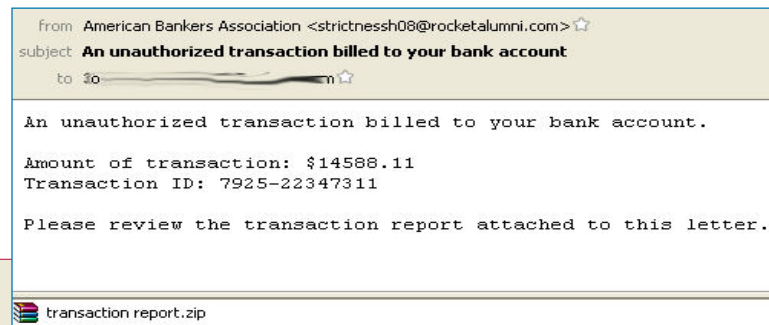 from American Bankers Association <strictnessh08@rocketalumni.com>
subject An unauthorized transaction billed to your bank account
to
An unauthorized transaction billed to your bank account.
Amount of transaction: $14588.11
Transaction ID: 7925-22347311
Please review the transaction report attached to this letter.
transaction report.zip